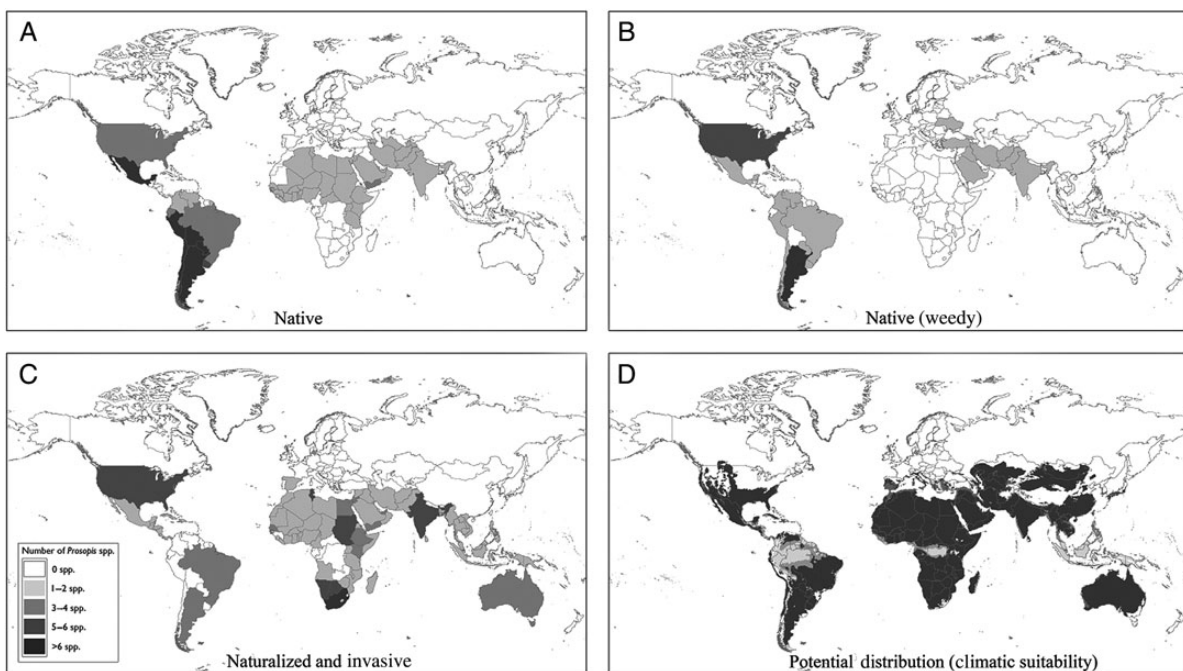 A
Native
B
Native (weedy)
C
Number of Prosopis spp.
0 spp.
1–2 spp.
3–4 spp.
5–6 spp.
>6 spp.
Naturalized and invasive
D
Potential distribution (climatic suitability)